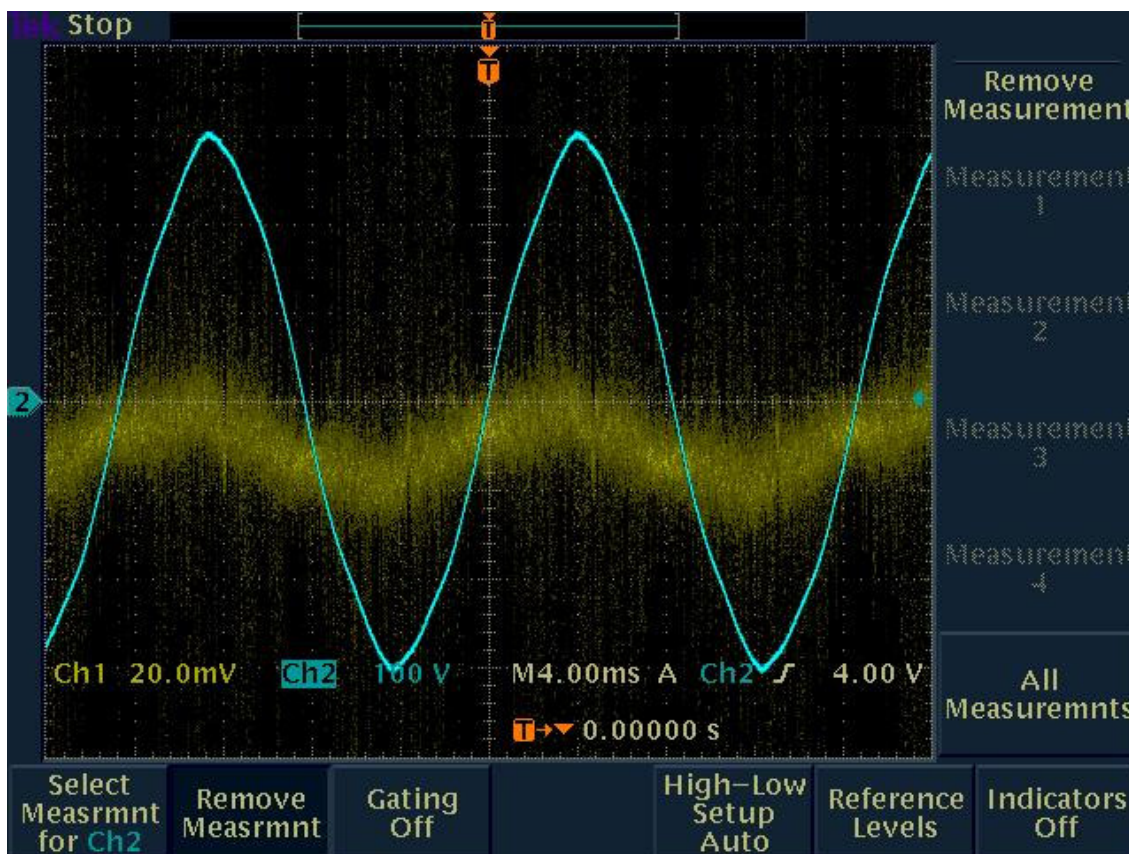 Tek Stop
T
T
Remove
Measurement
Measurement
1
Measurement
2
2
Measurement
3
Measurement
4
Ch1 20.0mV Ch2 100 V M4.00ms A Ch2 4.00 V
T 0.00000 s
All
Measuremnts
Select
Measrmnt
for Ch2
Remove
Measrmnt
Gating
Off
High-Low
Setup
Auto
Reference
Levels
Indicators
Off